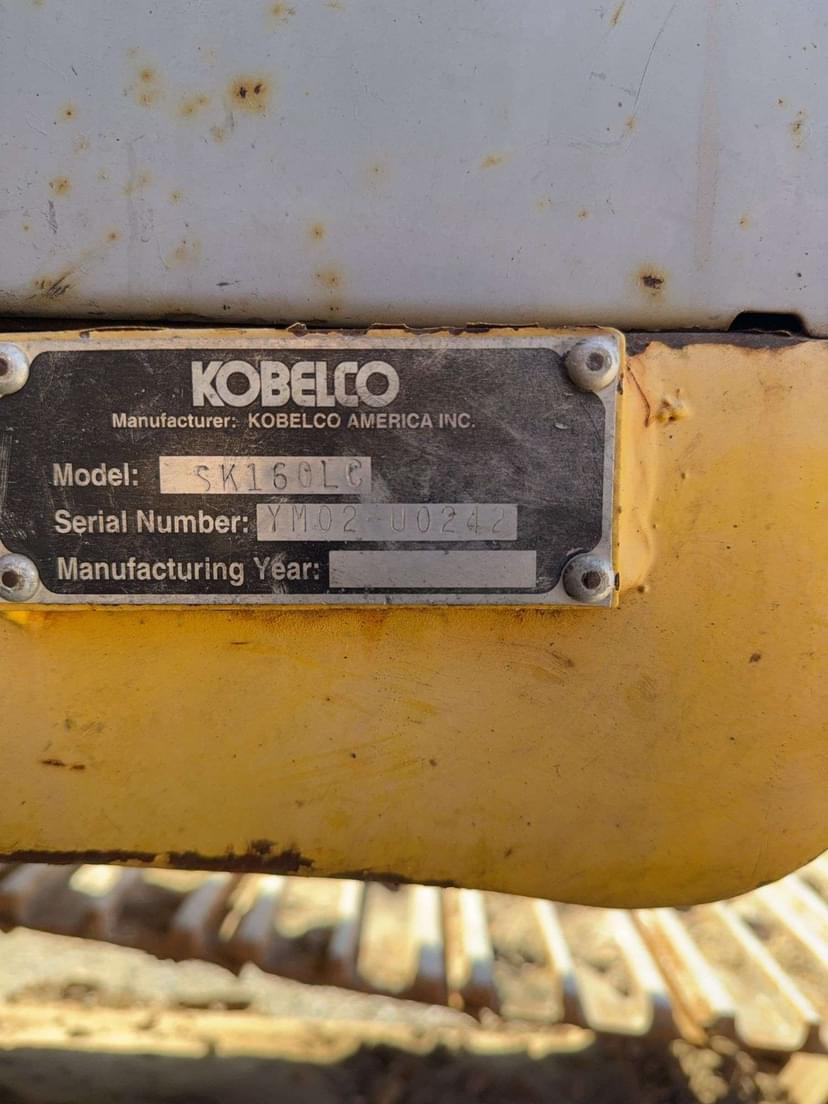 KOBELCO
Manufacturer: KOBELCO AMERICA INC.
Model: SK160LC
Serial Number: YM02-U0242
Manufacturing Year: